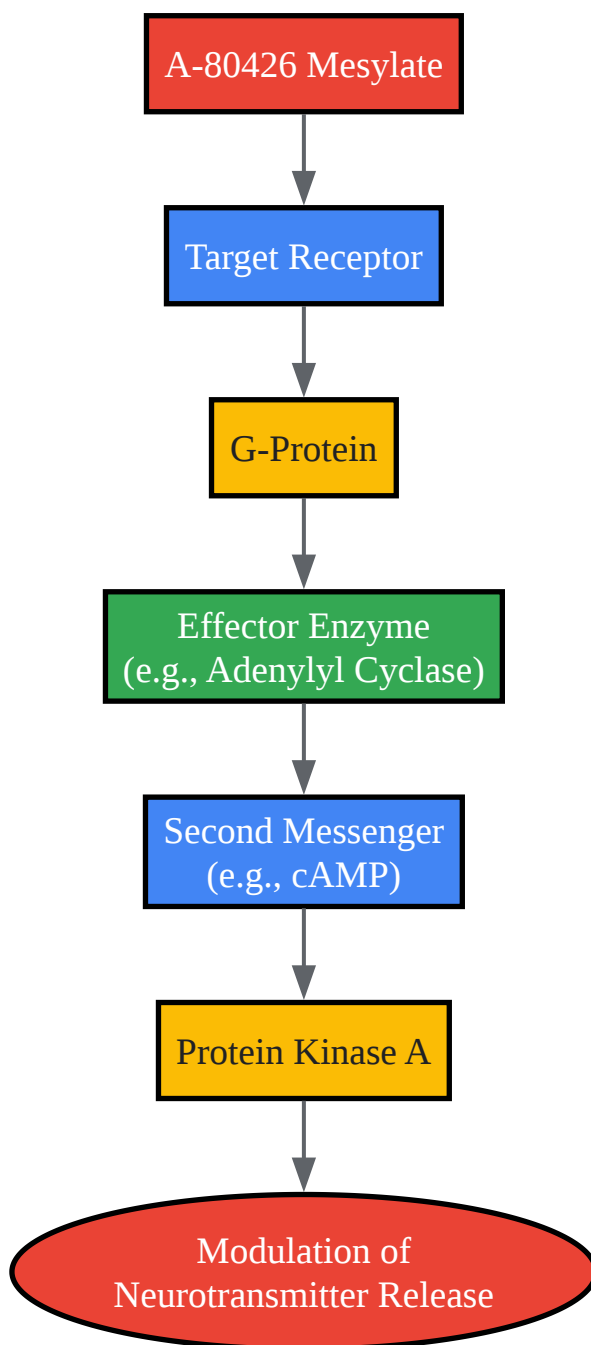 A-80426 Mesylate
Target Receptor
G-Protein
Effector Enzyme
(e.g., Adenylyl Cyclase)
Second Messenger
(e.g., cAMP)
Protein Kinase A
Modulation of
Neurotransmitter Release